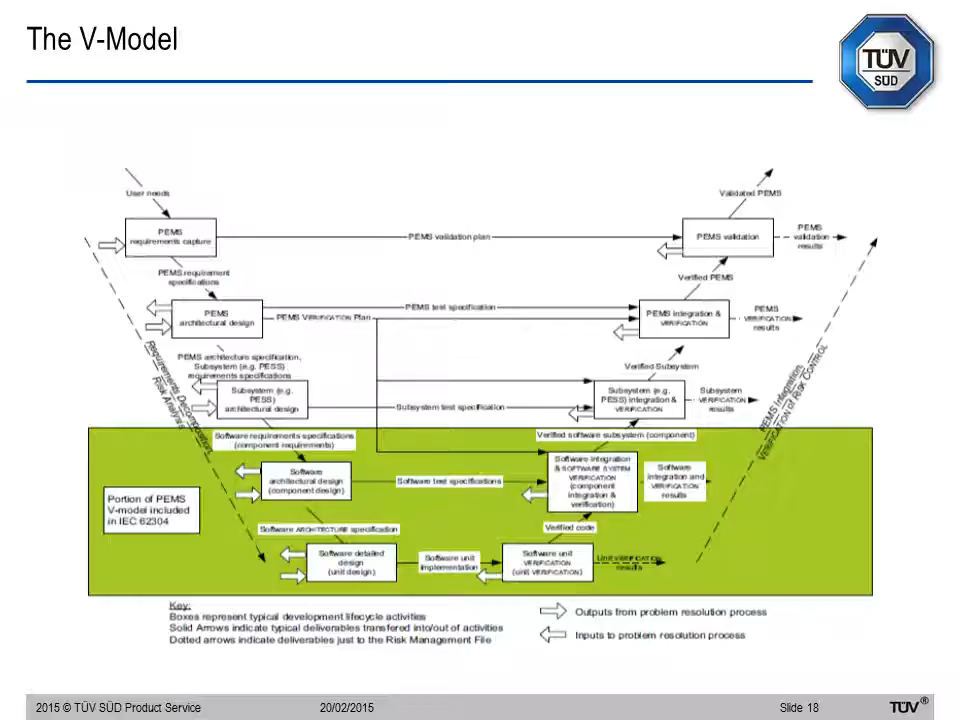 The V-Model
TÜV
SÜD
User needs
Validated PEMS
PEMS
requirements capture
PEMS validation plan
PEMS validation
PEMS
validation
results
PEMS requirement
specifications
Verified PEMS
PEMS
architectural design
PEMS test specification
PEMS VERIFICATION Plan
PEMS integration &
VERIFICATION
PEMS
VERIFICATION
results
Requirements Decomposition
Risk Analysis
PEMS Integration
VERIFICATION of RISK CONTROL
PEMS architecture specification,
Subsystem (e.g. PESS)
requirements specifications
Verified Subsystem
Subsystem (e.g.
PESS)
architectural design
Subsystem test specification
Subsystem (e.g.
PESS) integration &
VERIFICATION
Subsystem
VERIFICATION
results
Software requirements specifications
(component requirements)
Verified software subsystem (component)
Software
architectural design
(component design)
Software test specifications
Software integration
& SOFTWARE SYSTEM
VERIFICATION
(component
integration &
verification)
Software
integration and
VERIFICATION
results
Portion of PEMS
V-model included
in IEC 62304
Software ARCHITECTURE specification
Verified code
Software detailed
design
(unit design)
Software unit
implementation
Software unit
VERIFICATION
(unit VERIFICATION)
Unit VERIFICATION
results
Key:
Boxes represent typical development lifecycle activities
Solid Arrows indicate typical deliverables transfered into/out of activities
Dotted arrows indicate deliverables just to the Risk Management File
Outputs from problem resolution process
Inputs to problem resolution process
2015 © TÜV SÜD Product Service
20/02/2015
Slide 18
TÜV®